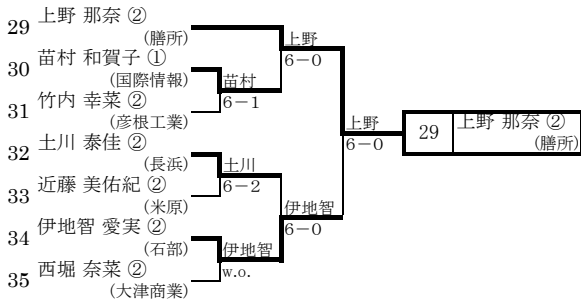 29 上野 那奈 ②
(膳所)
30 苗村 和賀子 ①
(国際情報)
31 竹内 幸菜 ②
(彦根工業)
32 土川 泰佳 ②
(長浜)
33 近藤 美佑紀 ②
(米原)
34 伊地智 愛実 ②
(石部)
35 西堀 奈菜 ②
(大津商業)
苗村
6-1
土川
6-2
伊地智
w.o.
上野
6-0
伊地智
6-0
上野
6-0
29 上野 那奈 ②
(膳所)